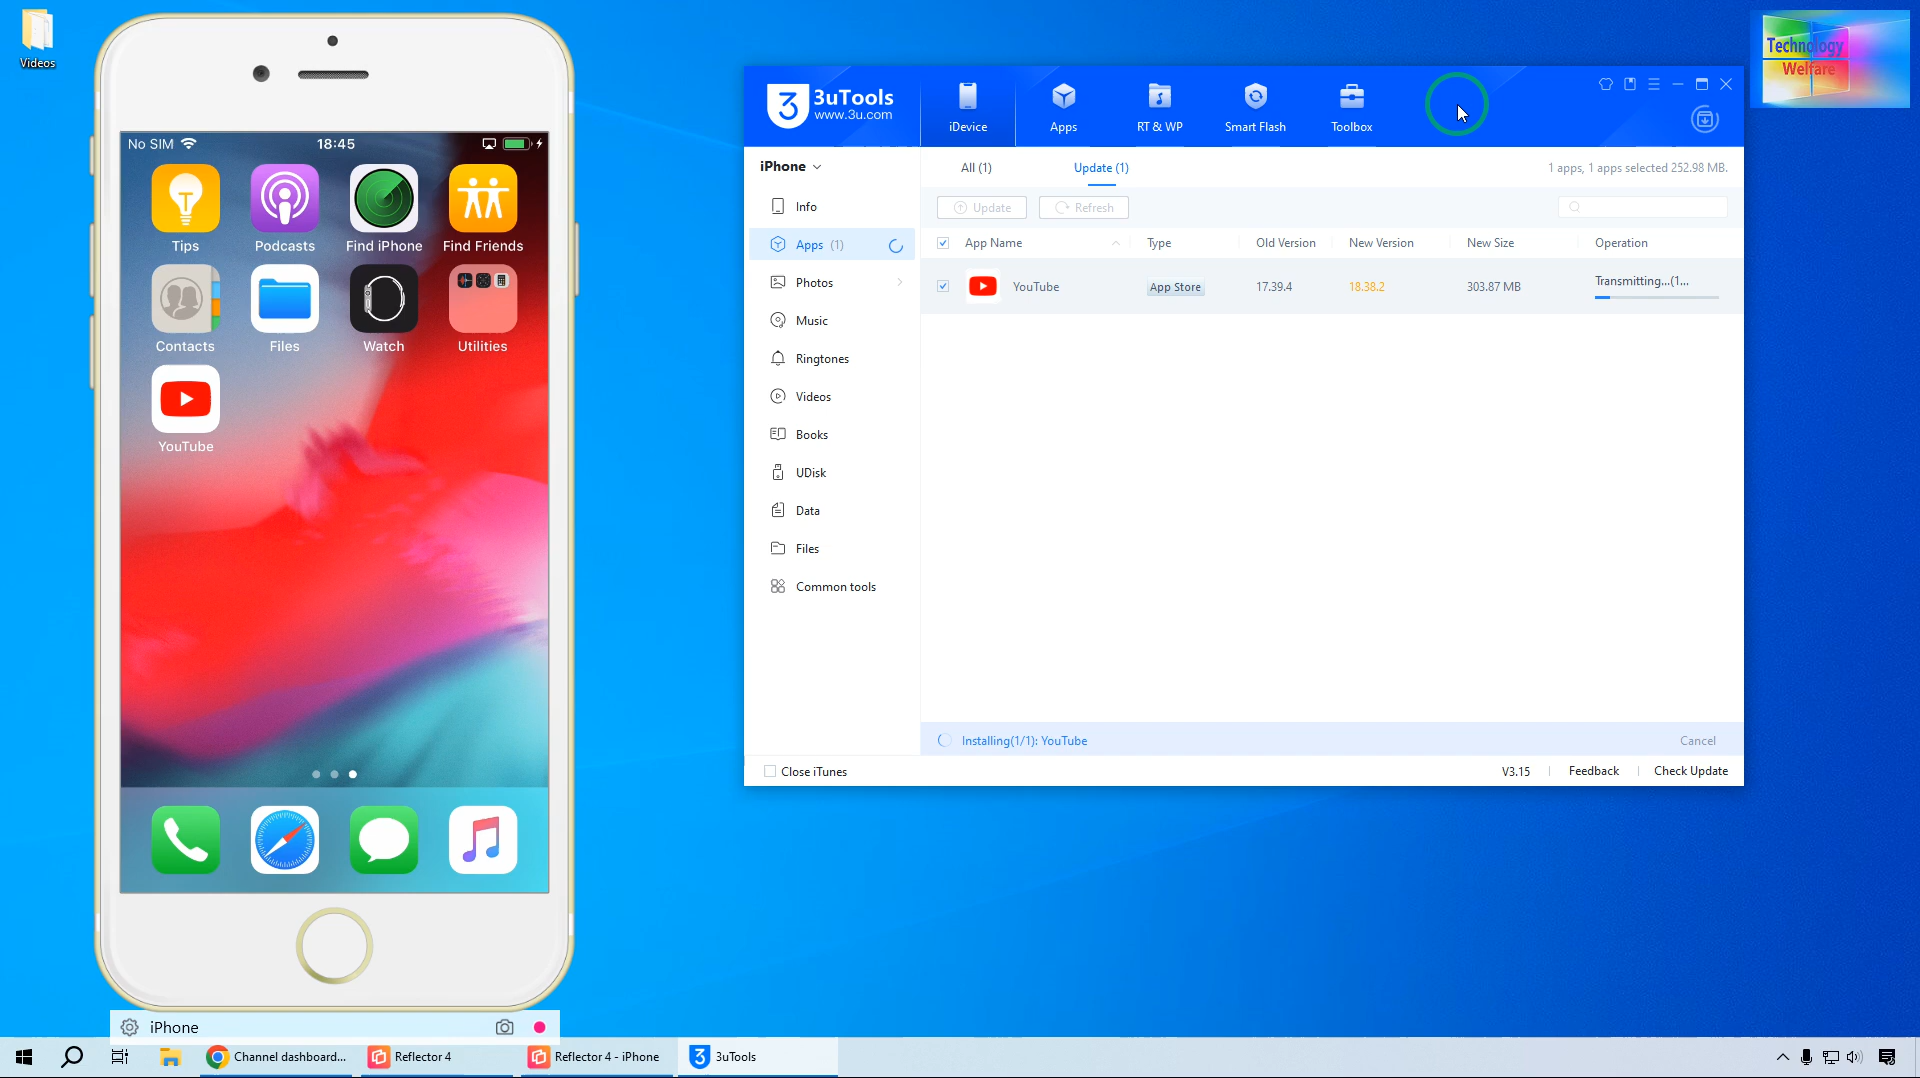 Videos
No SIM
18:45
Tips
Podcasts
Find iPhone
Find Friends
Contacts
Files
Watch
Utilities
YouTube
iPhone
3uTools
www.3u.com
iDevice
Apps
RT & WP
Smart Flash
Toolbox
Technology
Welfare
iPhone
Info
Apps (1)
Photos
Music
Ringtones
Videos
Books
UDisk
Data
Files
Common tools
All (1)
Update (1)
1 apps, 1 apps selected 252.98 MB.
Update
Refresh
App Name
Type
Old Version
New Version
New Size
Operation
YouTube
App Store
17.39.4
18.38.2
303.87 MB
Transmitting...(1...
Installing(1/1): YouTube
Cancel
Close iTunes
V3.15
Feedback
Check Update
Channel dashboard...
Reflector 4
Reflector 4 - iPhone
3uTools